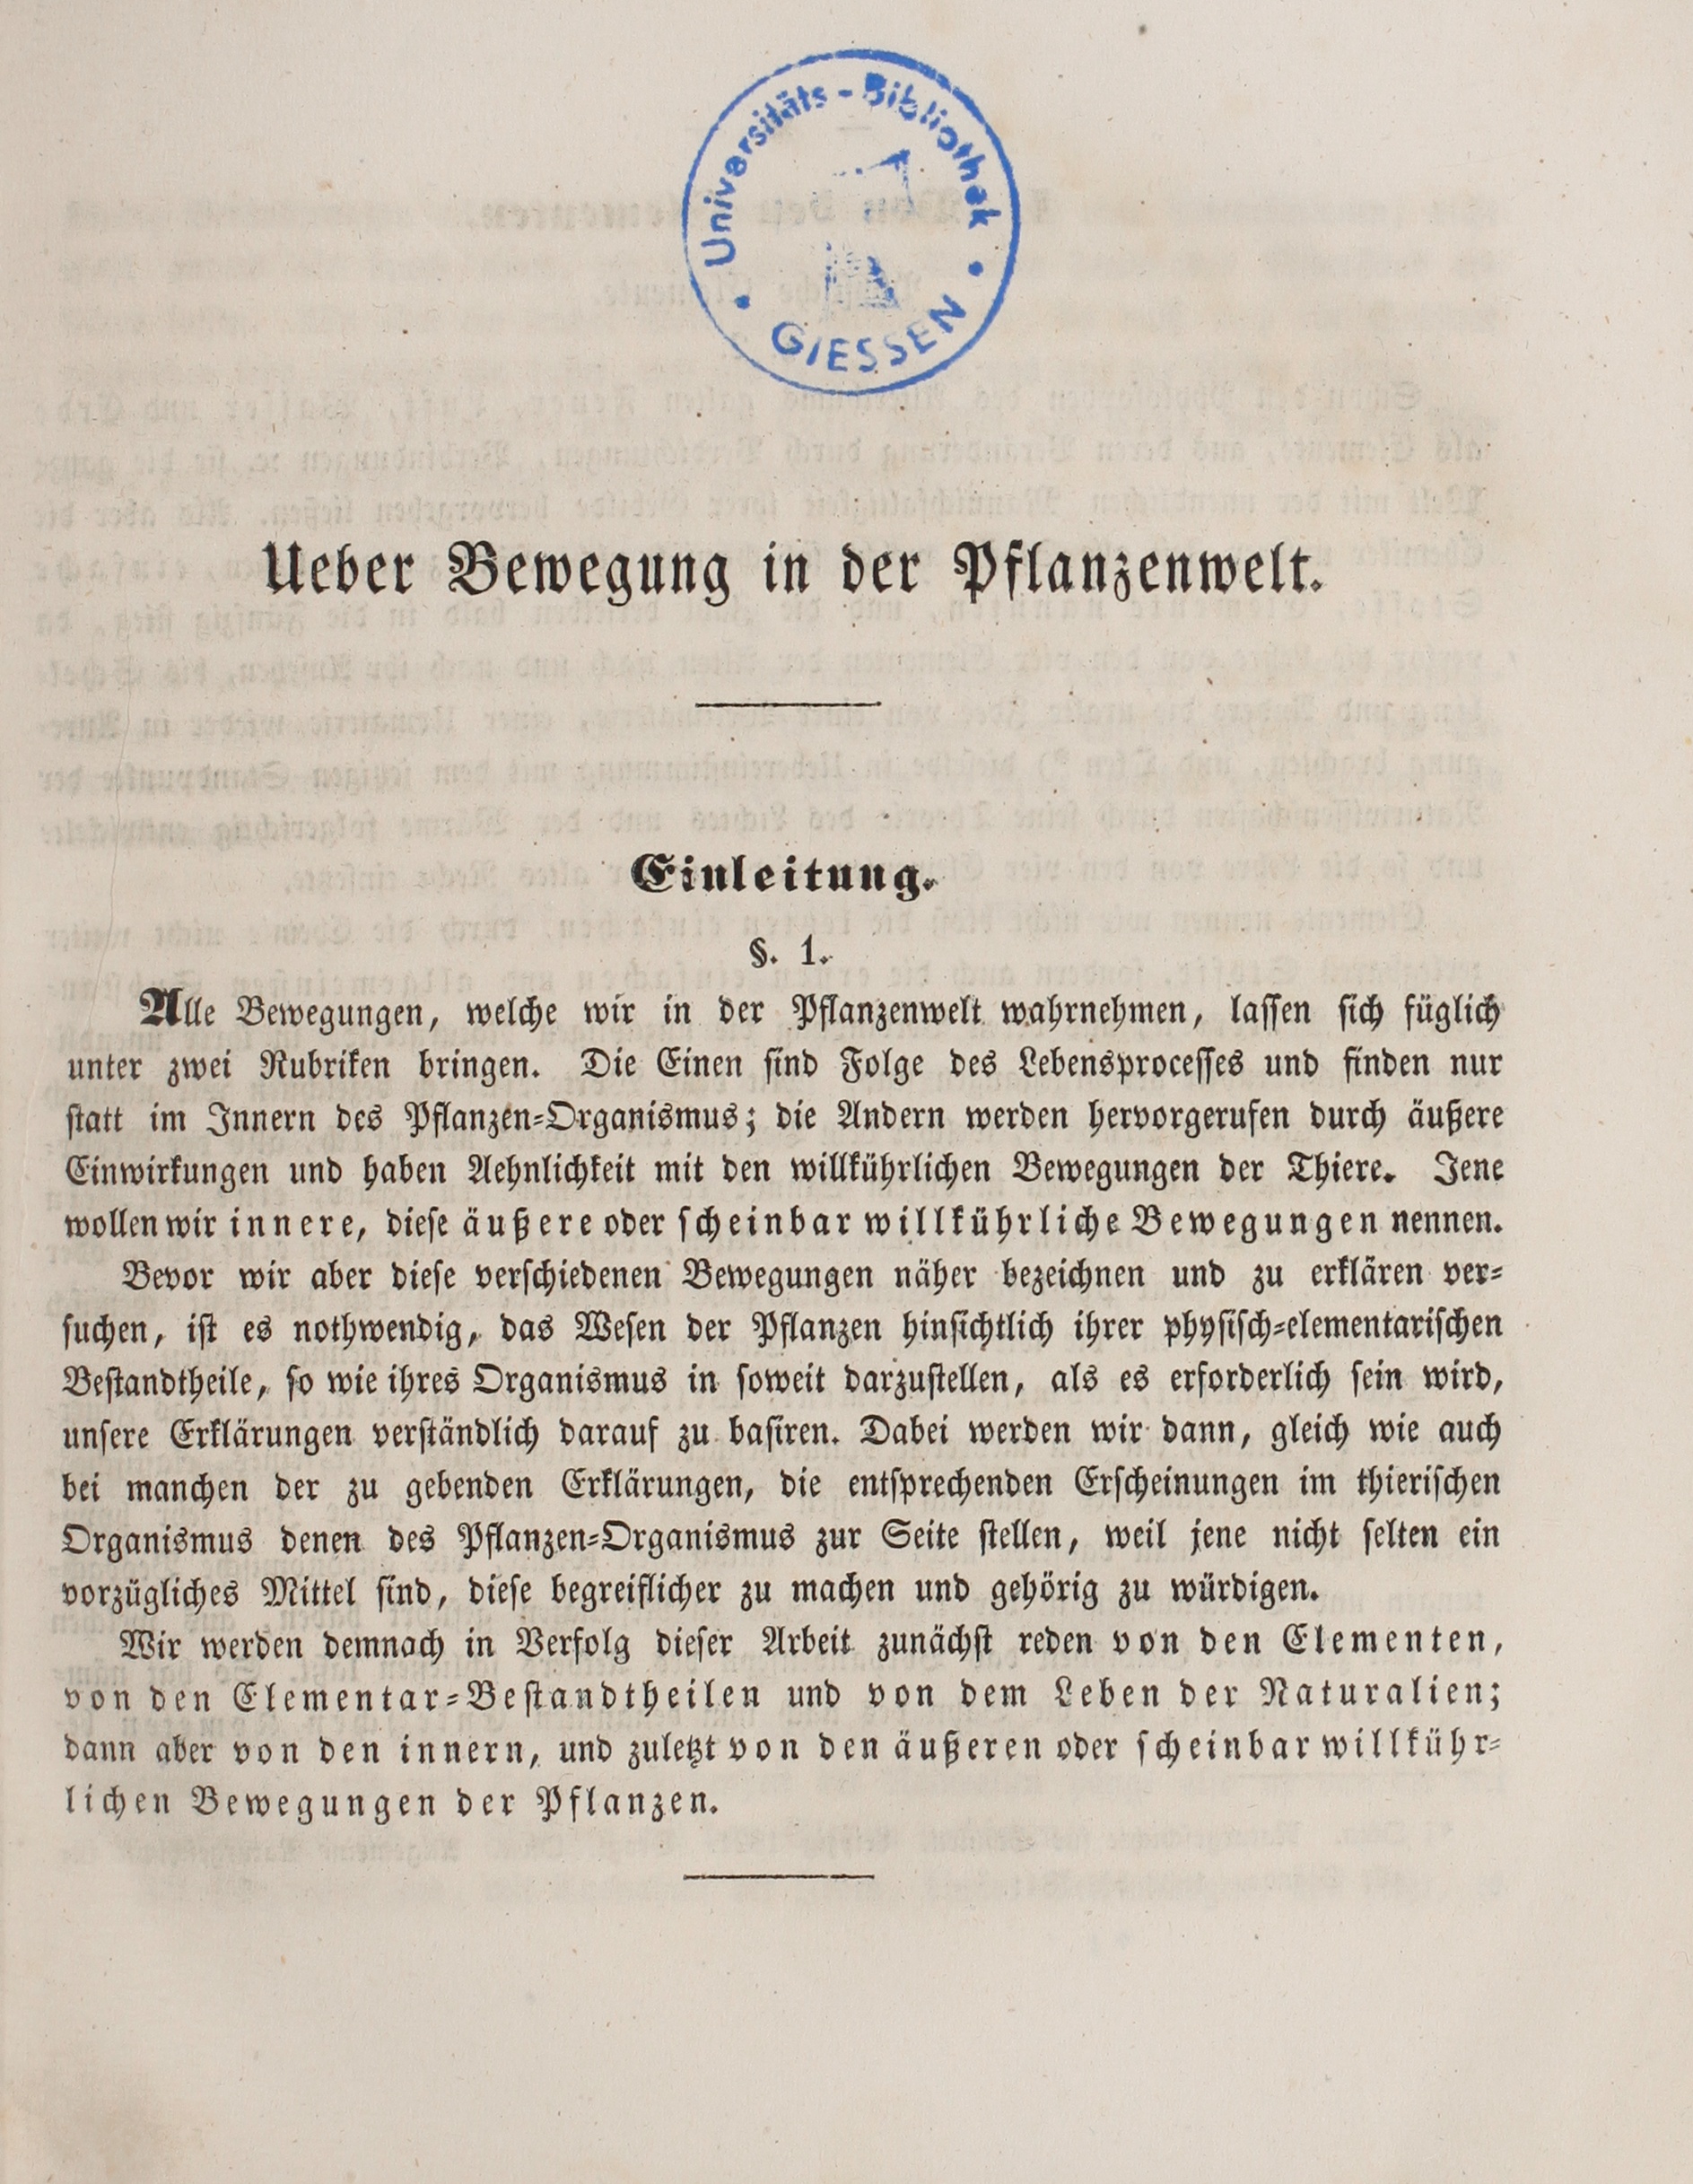 Universitäts-Bibliothek
GIESSEN
Ueber Bewegung in der Pflanzenwelt.
Einleitung.
§. 1.
Alle Bewegungen, welche wir in der Pflanzenwelt wahrnehmen, lassen sich füglich
unter zwei Rubriken bringen. Die Einen sind Folge des Lebensprocesses und finden nur
statt im Innern des Pflanzen-Organismus; die Andern werden hervorgerufen durch äußere
Einwirkungen und haben Aehnlichkeit mit den willkührlichen Bewegungen der Thiere. Jene
wollen wir innere, diese äußere oder scheinbar willkührliche Bewegungen nennen.
Bevor wir aber diese verschiedenen Bewegungen näher bezeichnen und zu erklären ver-
suchen, ist es nothwendig, das Wesen der Pflanzen hinsichtlich ihrer physisch-elementarischen
Bestandtheile, so wie ihres Organismus in soweit darzustellen, als es erforderlich sein wird,
unsere Erklärungen verständlich darauf zu basiren. Dabei werden wir dann, gleich wie auch
bei manchen der zu gebenden Erklärungen, die entsprechenden Erscheinungen im thierischen
Organismus denen des Pflanzen-Organismus zur Seite stellen, weil jene nicht selten ein
vorzügliches Mittel sind, diese begreiflicher zu machen und gehörig zu würdigen.
Wir werden demnach in Verfolg dieser Arbeit zunächst reden von den Elementen,
von den Elementar-Bestandtheilen und von dem Leben der Naturalien;
dann aber von den innern, und zuletzt von den äußeren oder scheinbar willkühr-
lichen Bewegungen der Pflanzen.